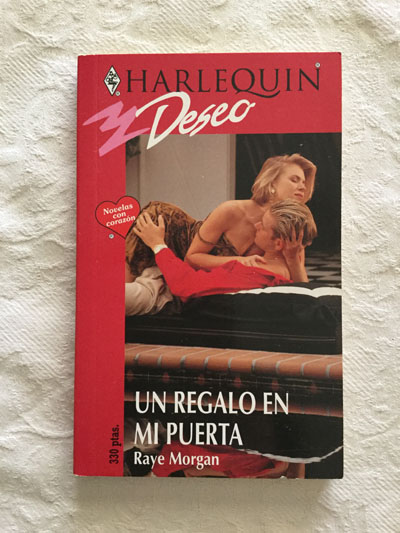 HARLEQUIN
Deseo
Novelas
con
corazón
UN REGALO EN
MI PUERTA
Raye Morgan
330 ptas.